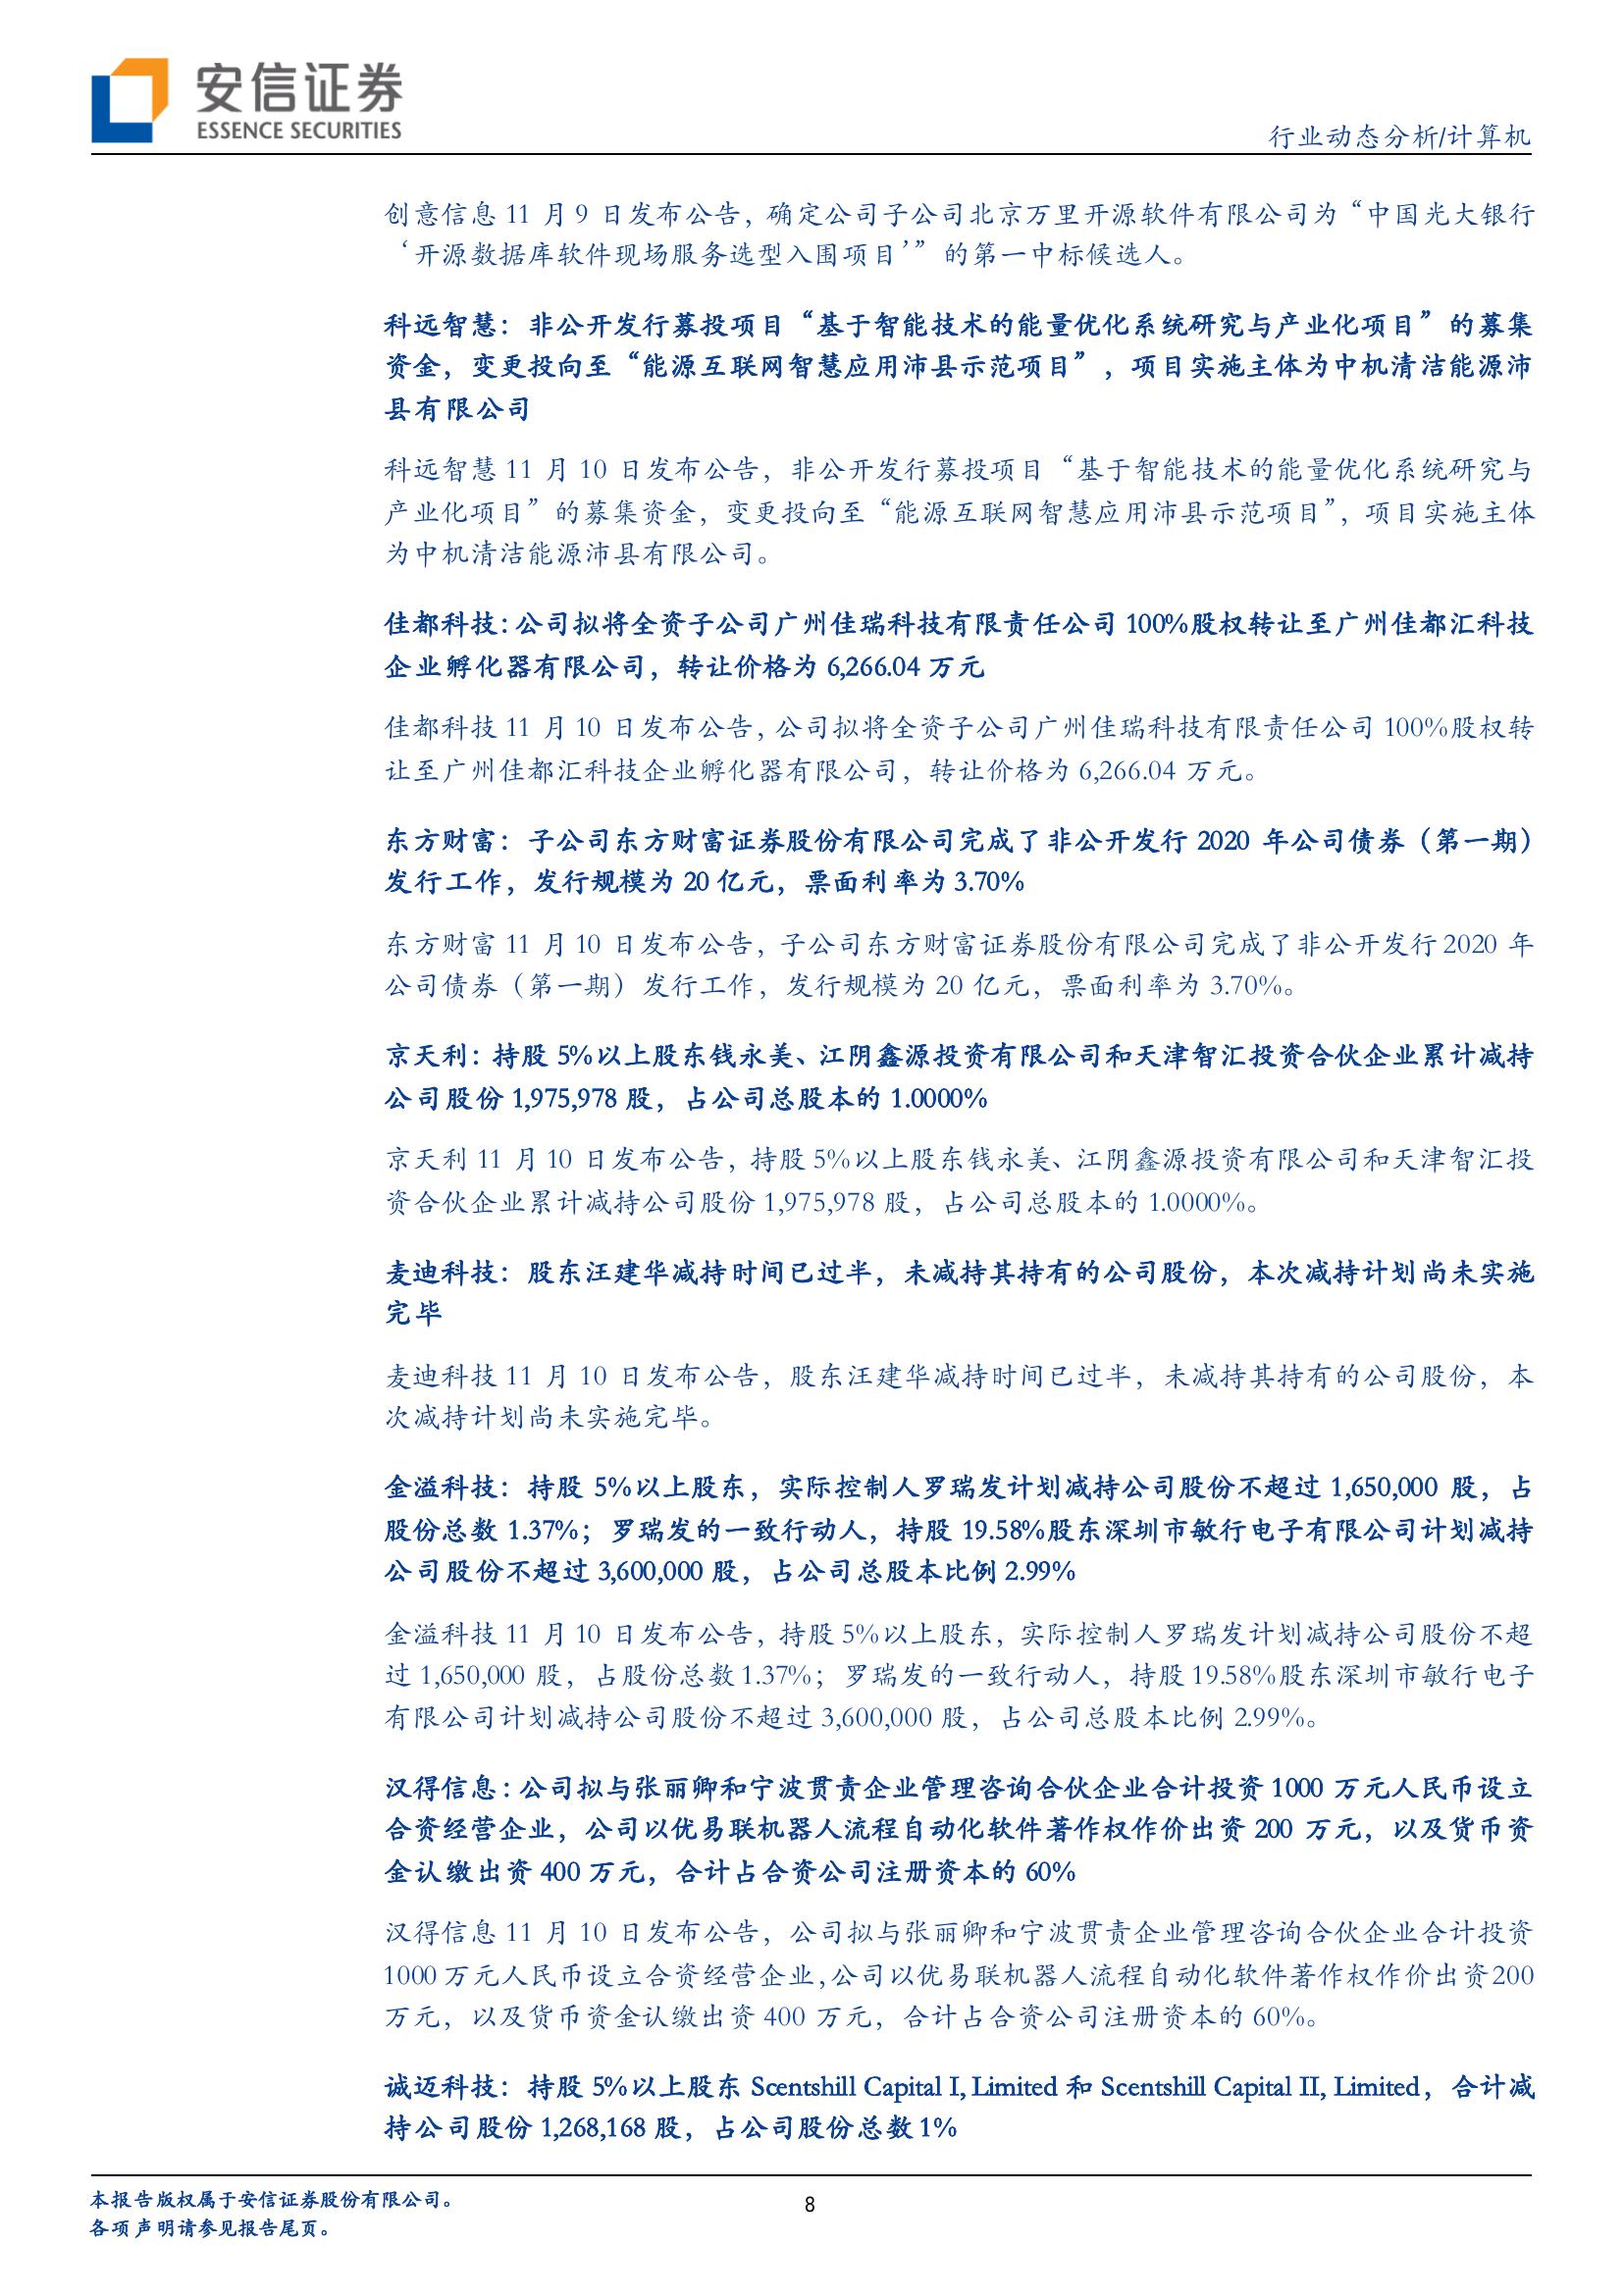 安信证券
ESSENCE SECURITIES
行业动态分析/计算机
创意信息 11 月 9 日发布公告，确定公司子公司北京万里开源软件有限公司为“中国光大银行
‘开源数据库软件现场服务选型入围项目’”的第一中标候选人。
科远智慧：非公开发行募投项目“基于智能技术的能量优化系统研究与产业化项目”的募集
资金，变更投向至“能源互联网智慧应用沛县示范项目”，项目实施主体为中机清洁能源沛
县有限公司
科远智慧 11 月 10 日发布公告，非公开发行募投项目“基于智能技术的能量优化系统研究与
产业化项目”的募集资金，变更投向至“能源互联网智慧应用沛县示范项目”，项目实施主体
为中机清洁能源沛县有限公司。
佳都科技：公司拟将全资子公司广州佳瑞科技有限责任公司 100%股权转让至广州佳都汇科技
企业孵化器有限公司，转让价格为 6,266.04 万元
佳都科技 11 月 10 日发布公告，公司拟将全资子公司广州佳瑞科技有限责任公司 100%股权转
让至广州佳都汇科技企业孵化器有限公司，转让价格为 6,266.04 万元。
东方财富：子公司东方财富证券股份有限公司完成了非公开发行 2020 年公司债券（第一期）
发行工作，发行规模为 20 亿元，票面利率为 3.70%
东方财富 11 月 10 日发布公告，子公司东方财富证券股份有限公司完成了非公开发行 2020 年
公司债券（第一期）发行工作，发行规模为 20 亿元，票面利率为 3.70%。
京天利：持股 5%以上股东钱永美、江阴鑫源投资有限公司和天津智汇投资合伙企业累计减持
公司股份 1,975,978 股，占公司总股本的 1.0000%
京天利 11 月 10 日发布公告，持股 5%以上股东钱永美、江阴鑫源投资有限公司和天津智汇投
资合伙企业累计减持公司股份 1,975,978 股，占公司总股本的 1.0000%。
麦迪科技：股东汪建华减持时间已过半，未减持其持有的公司股份，本次减持计划尚未实施
完毕
麦迪科技 11 月 10 日发布公告，股东汪建华减持时间已过半，未减持其持有的公司股份，本
次减持计划尚未实施完毕。
金溢科技：持股 5%以上股东，实际控制人罗瑞发计划减持公司股份不超过 1,650,000 股，占
股份总数 1.37%；罗瑞发的一致行动人，持股 19.58%股东深圳市敏行电子有限公司计划减持
公司股份不超过 3,600,000 股，占公司总股本比例 2.99%
金溢科技 11 月 10 日发布公告，持股 5%以上股东，实际控制人罗瑞发计划减持公司股份不超
过 1,650,000 股，占股份总数 1.37%；罗瑞发的一致行动人，持股 19.58%股东深圳市敏行电子
有限公司计划减持公司股份不超过 3,600,000 股，占公司总股本比例 2.99%。
汉得信息：公司拟与张丽卿和宁波贯责企业管理咨询合伙企业合计投资 1000 万元人民币设立
合资经营企业，公司以优易联机器人流程自动化软件著作权作价出资 200 万元，以及货币资
金认缴出资 400 万元，合计占合资公司注册资本的 60%
汉得信息 11 月 10 日发布公告，公司拟与张丽卿和宁波贯责企业管理咨询合伙企业合计投资
1000 万元人民币设立合资经营企业，公司以优易联机器人流程自动化软件著作权作价出资 200
万元，以及货币资金认缴出资 400 万元，合计占合资公司注册资本的 60%。
诚迈科技：持股 5%以上股东 Scentshill Capital I, Limited 和 Scentshill Capital II, Limited，合计减
持公司股份 1,268,168 股，占公司股份总数 1%
本报告版权属于安信证券股份有限公司。
8
各项声明请参见报告尾页。